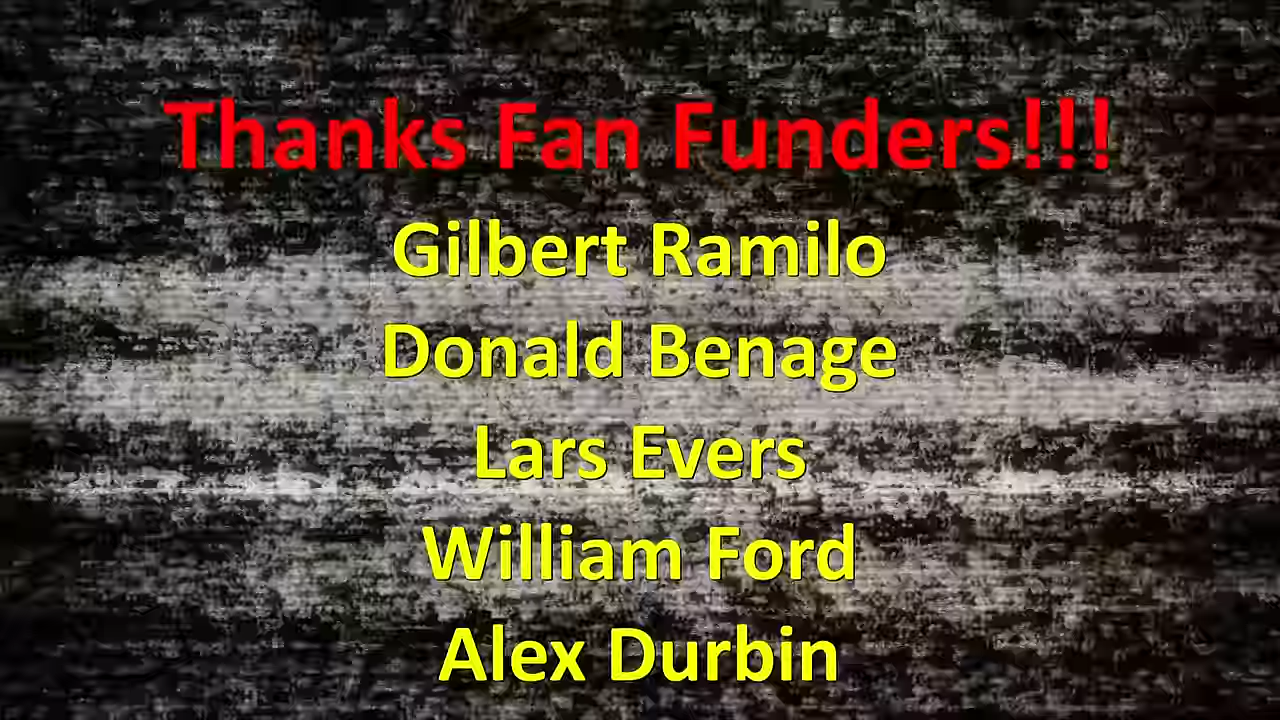 Thanks Fan Funders!!!
Gilbert Ramilo
Donald Benage
Lars Evers
William Ford
Alex Durbin